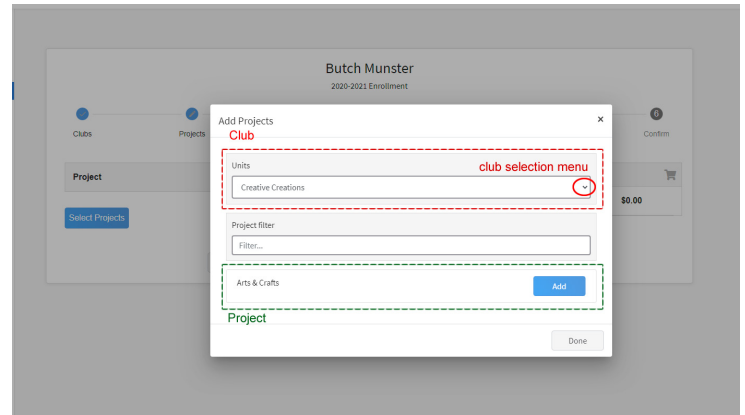 Butch Munster
2020-2021 Enrollment
Clubs
Projects
6
Confirm
Add Projects
×
Club
Units
club selection menu
Creative Creations
Project
$0.00
Select Projects
Project filter
Filter...
Arts & Crafts
Add
Project
Done